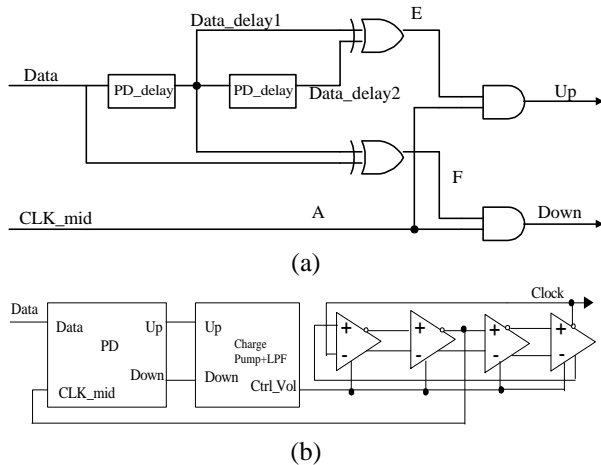 Data_delay1
E
Data
PD_delay
PD_delay
Data_delay2
Up
F
A
CLK_mid
Down
(a)
Data
Clock
Data
Up
Up
PD
Charge
Pump+LPF
Down
Down
Ctrl_Vol
CLK_mid
+
-
+
-
+
-
+
-
(b)